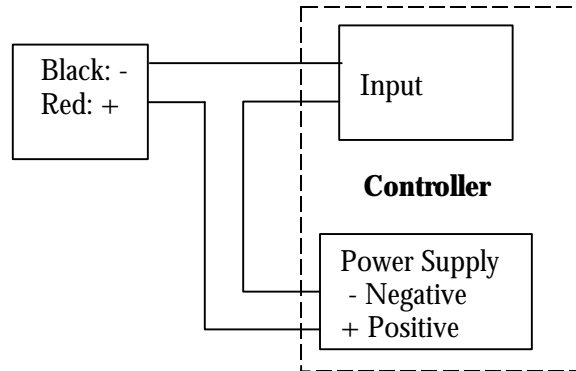 Black: -
Red: +
Input
Controller
Power Supply
- Negative
+ Positive